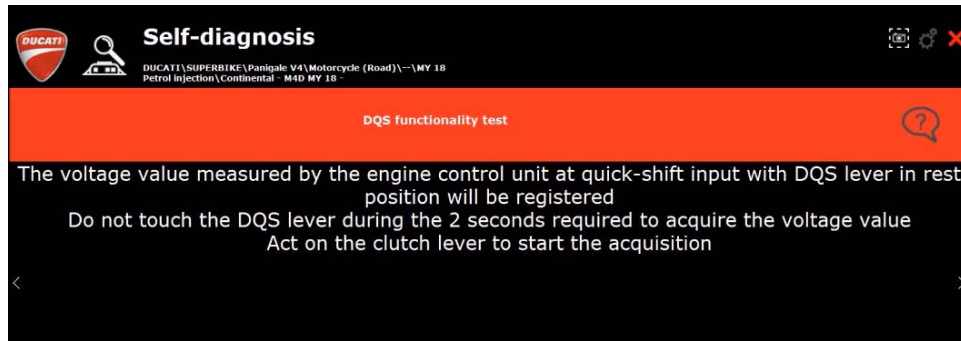 DUCATI
Self-diagnosis
DUCATI\SUPERBIKE\Panigale V4\Motorcycle (Road)\--\MY 18
Petrol injection\Continental - M4D MY 18 -
DQS functionality test
?
The voltage value measured by the engine control unit at quick-shift input with DQS lever in rest
position will be registered
Do not touch the DQS lever during the 2 seconds required to acquire the voltage value
Act on the clutch lever to start the acquisition